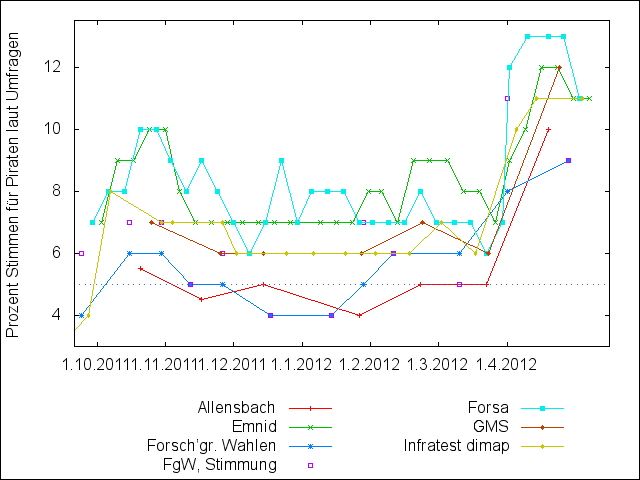 Prozent Stimmen für Piraten laut Umfragen
12
10
8
6
4
1.10.2011
1.11.2011
1.12.2011
1.1.2012
1.2.2012
1.3.2012
1.4.2012
Allensbach
Emnid
Forsch'gr. Wahlen
FgW, Stimmung
Forsa
GMS
Infratest dimap